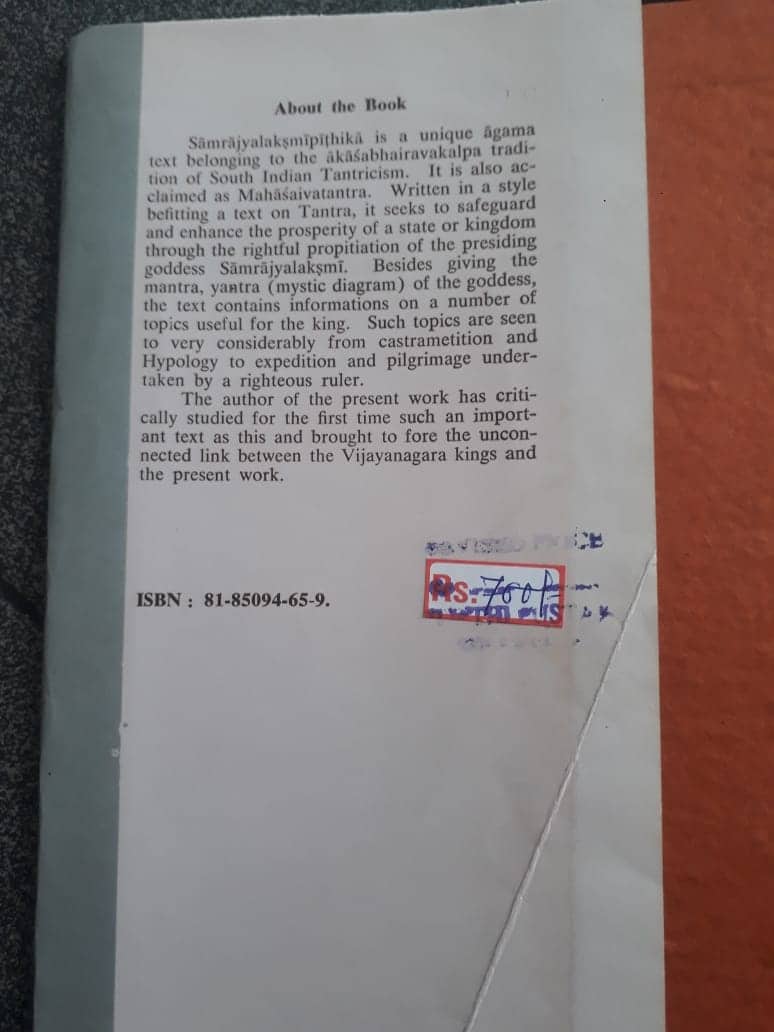 About the Book
Sāmrājyalakṣmīpīṭhikā is a unique āgama
text belonging to the ākāśabhairavakalpa tradi-
tion of South Indian Tantricism. It is also ac-
claimed as Mahāśaivatantra. Written in a style
befitting a text on Tantra, it seeks to safeguard
and enhance the prosperity of a state or kingdom
through the rightful propitiation of the presiding
goddess Sāmrājyalakṣmī. Besides giving the
mantra, yantra (mystic diagram) of the goddess,
the text contains informations on a number of
topics useful for the king. Such topics are seen
to very considerably from castrametition and
Hypology to expedition and pilgrimage under-
taken by a righteous ruler.
The author of the present work has criti-
cally studied for the first time such an import-
ant text as this and brought to fore the uncon-
nected link between the Vijayanagara kings and
the present work.
ISBN : 81-85094-65-9.
Rs.